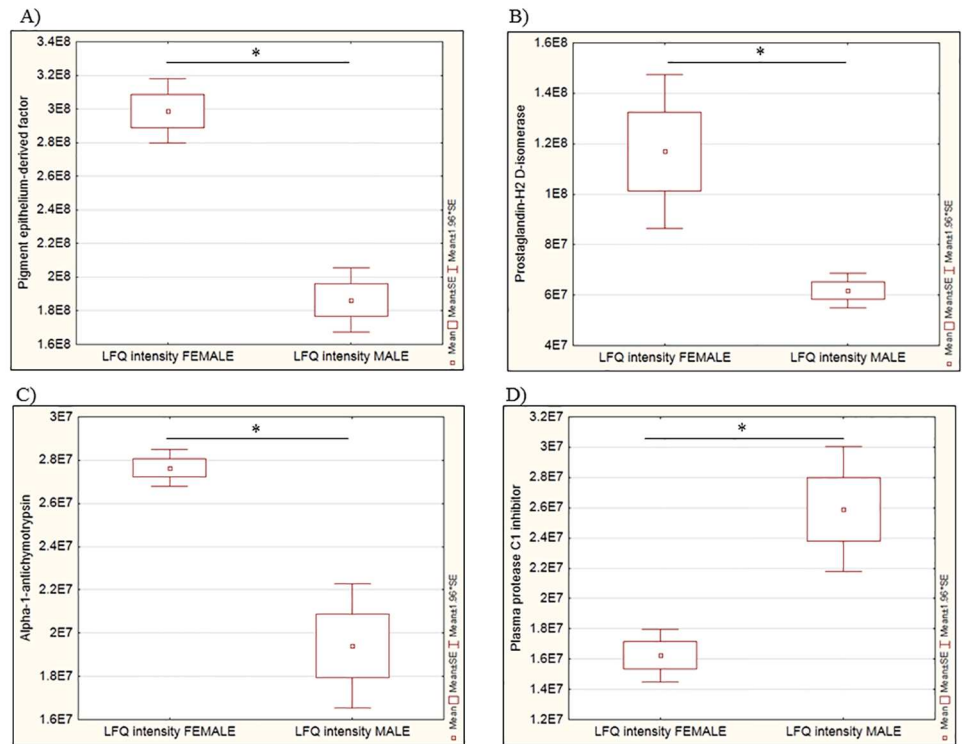 A)
3.4E8
3.2E8
3E8
2.8E8
2.6E8
2.4E8
2.2E8
2E8
1.8E8
1.6E8
Pigment epithelium-derived factor
*
LFQ intensity FEMALE
LFQ intensity MALE
Mean Mean±SE Mean±1.96*SE
B)
1.6E8
1.4E8
1.2E8
1E8
8E7
6E7
4E7
Prostaglandin-H2 D-isomerase
*
LFQ intensity FEMALE
LFQ intensity MALE
Mean Mean±SE Mean±1.96*SE
C)
3E7
2.8E7
2.6E7
2.4E7
2.2E7
2E7
1.8E7
1.6E7
Alpha-1-antichymotrypsin
*
LFQ intensity FEMALE
LFQ intensity MALE
Mean Mean±SE Mean±1.96*SE
D)
3.2E7
3E7
2.8E7
2.6E7
2.4E7
2.2E7
2E7
1.8E7
1.6E7
1.4E7
1.2E7
Plasma protease C1 inhibitor
*
LFQ intensity FEMALE
LFQ intensity MALE
Mean Mean±SE Mean±1.96*SE